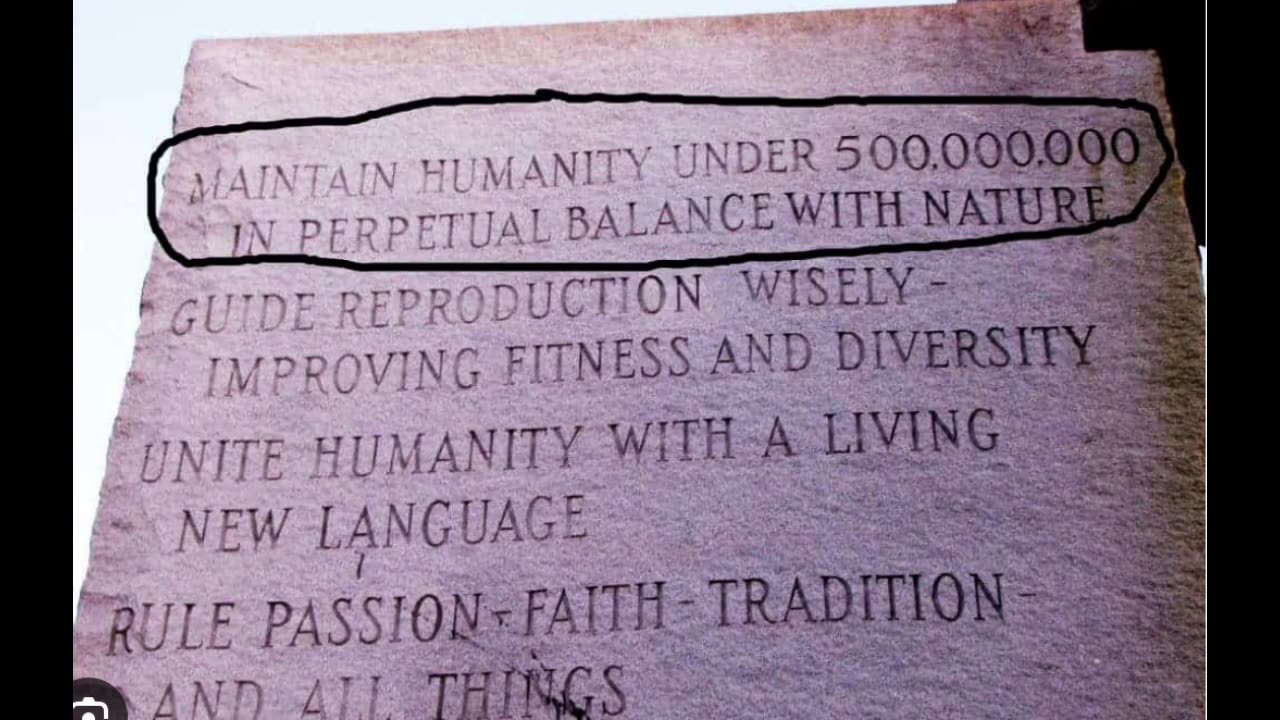 MAINTAIN HUMANITY UNDER 500,000,000
IN PERPETUAL BALANCE WITH NATURE
GUIDE REPRODUCTION WISELY -
IMPROVING FITNESS AND DIVERSITY
UNITE HUMANITY WITH A LIVING
NEW LANGUAGE
RULE PASSION - FAITH - TRADITION -
AND ALL THINGS